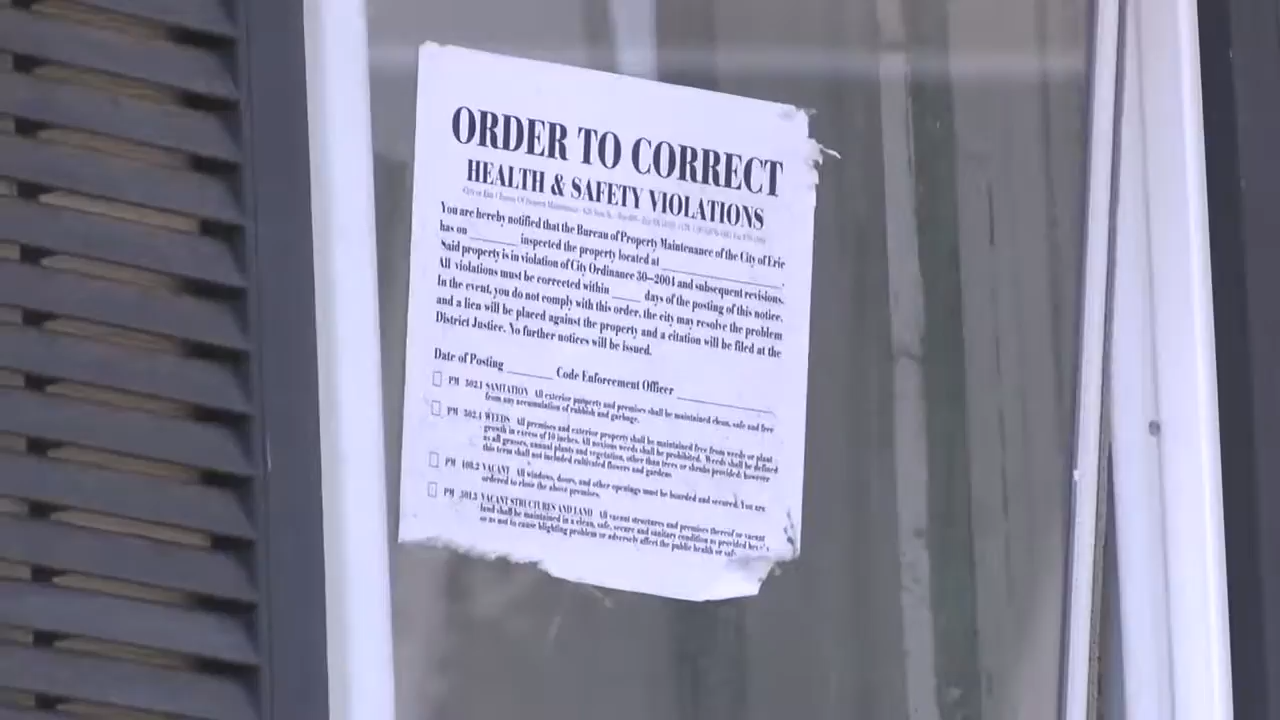 ORDER TO CORRECT
HEALTH & SAFETY VIOLATIONS
City of Erie / Bureau Of Property Maintenance
You are hereby notified that the Bureau of Property Maintenance of the City of Erie
has on ________ inspected the property located at ____________________.
Said property is in violation of City Ordinance 30-2001 and subsequent revisions.
All violations must be corrected within _____ days of the posting of this notice.
In the event, you do not comply with this order, the city may resolve the problem
and a lien will be placed against the property and a citation will be filed at the
District Justice. No further notices will be issued.
Date of Posting _______ Code Enforcement Officer ______________
PM 302.1 SANITATION All exterior property and premises shall be maintained clean, safe and free
from any accumulation of rubbish and garbage.
PM 302.4 WEEDS All premises and exterior property shall be maintained free from weeds or plant
growth in excess of 10 inches. All noxious weeds shall be prohibited. Weeds shall be defined
as all grasses, annual plants and vegetation, other than trees or shrubs provided; however
this term shall not included cultivated flowers and gardens
PM 108.2 VACANT All windows, doors, and other openings must be boarded and secured. You are
ordered to close the above premises.
PM 301.3 VACANT STRUCTURES AND LAND All vacant structures and premises thereof or vacant
land shall be maintained in a clean, safe, secure and sanitary condition as provided
so as not to cause blighting problem or adversely affect the public health or